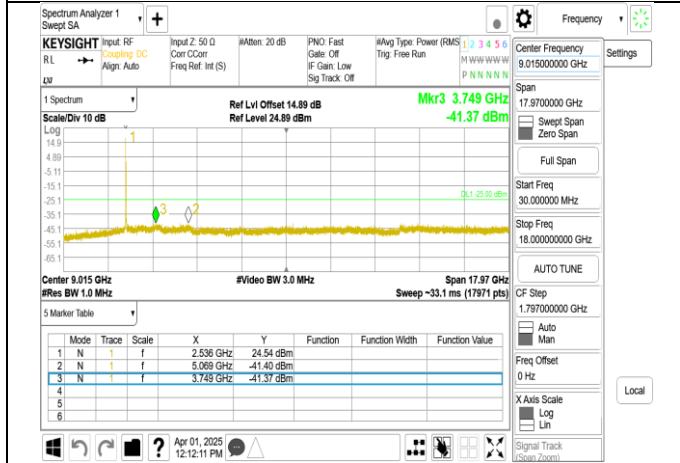 Spectrum Analyzer 1
Swept SA
+
Frequency
KEYSIGHT
RL
Input: RF
Coupling: DC
Align: Auto
Input Z: 50 Ω
Corr CCorr
Freq Ref: Int (S)
#Atten: 20 dB
PNO: Fast
Gate: Off
IF Gain: Low
Sig Track: Off
#Avg Type: Power (RMS
Trig: Free Run
1 2 3 4 5 6
M W W W W W
P N N N N N
Center Frequency
9.015000000 GHz
Settings
Span
17.9700000 GHz
Swept Span
Zero Span
Full Span
Start Freq
30.000000 MHz
Stop Freq
18.000000000 GHz
AUTO TUNE
CF Step
1.797000000 GHz
Auto
Man
Freq Offset
0 Hz
X Axis Scale
Log
Lin
Local
Signal Track
(Span Zoom)
1 Spectrum
Scale/Div 10 dB
Log
Ref Lvl Offset 14.89 dB
Ref Level 24.89 dBm
Mkr3 3.749 GHz
-41.37 dBm
14.9
4.89
-5.11
-15.1
-25.1
-35.1
-45.1
-55.1
-65.1
1
3
2
DL1 -25.00 dBm
Center 9.015 GHz
#Res BW 1.0 MHz
#Video BW 3.0 MHz
Span 17.97 GHz
Sweep ~33.1 ms (17971 pts)
5 Marker Table
Mode Trace Scale X Y Function Function Width Function Value
1 N 1 f 2.536 GHz 24.54 dBm
2 N 1 f 5.069 GHz -41.40 dBm
3 N 1 f 3.749 GHz -41.37 dBm
4
5
6
?
Apr 01, 2025
12:12:11 PM